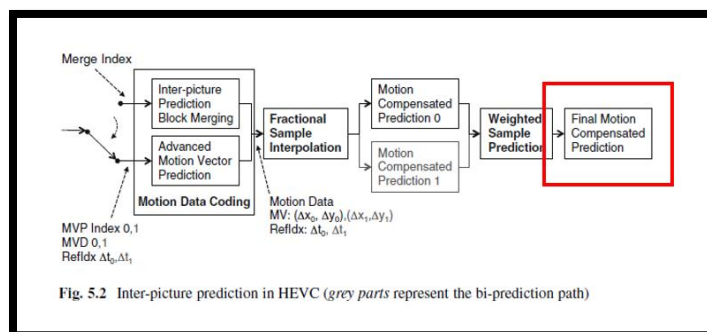 Merge Index
Inter-picture
Prediction
Block Merging
Advanced
Motion Vector
Prediction
Motion Data Coding
MVP Index 0,1
MVD 0,1
RefIdx Δt₀,Δt₁
Fractional
Sample
Interpolation
Motion Data
MV: (Δx₀, Δy₀),(Δx₁,Δy₁)
RefIdx: Δt₀, Δt₁
Motion
Compensated
Prediction 0
Motion
Compensated
Prediction 1
Weighted
Sample
Prediction
Final Motion
Compensated
Prediction
Fig. 5.2 Inter-picture prediction in HEVC (grey parts represent the bi-prediction path)